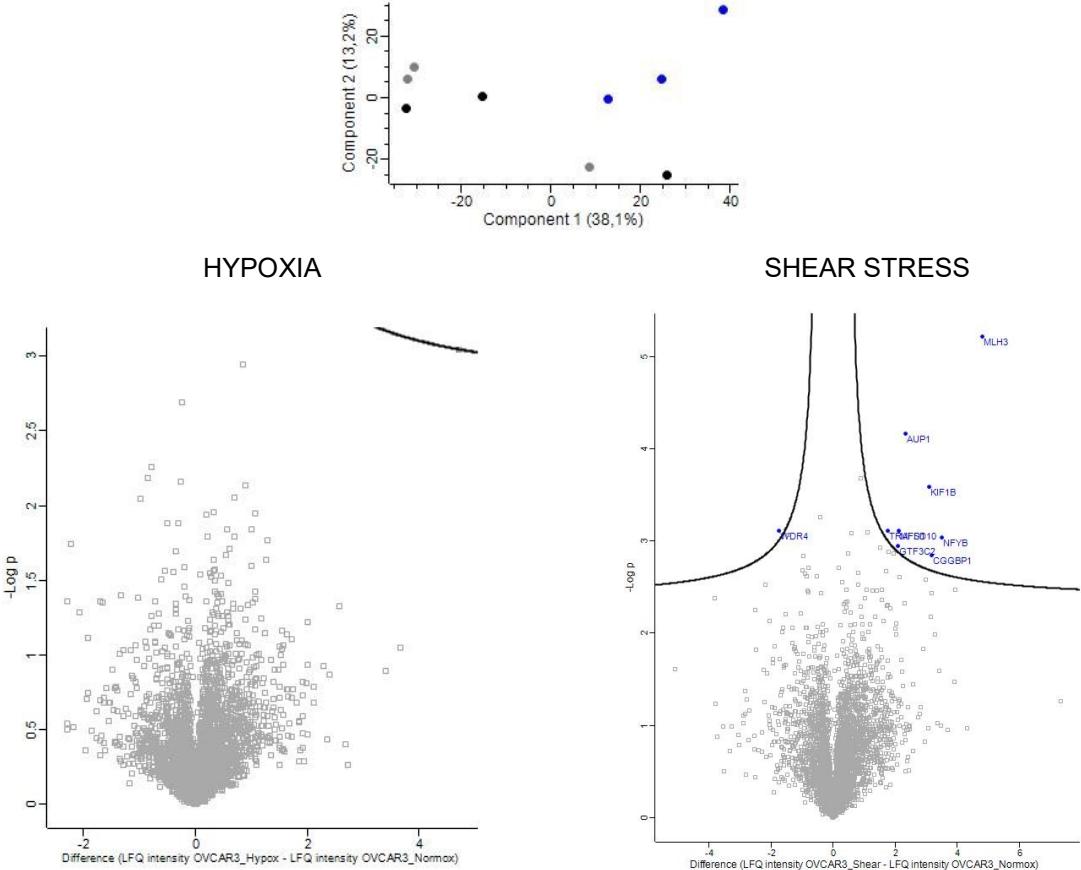 Component 2 (13,2%)
20
0
-20
-20
0
20
40
Component 1 (38,1%)
HYPOXIA
SHEAR STRESS
-Log p
3
2,5
2
1,5
1
0,5
0
-2
0
2
4
Difference (LFQ intensity OVCAR3_Hypox - LFQ intensity OVCAR3_Normox)
-Log p
5
4
3
2
1
0
MLH3
AUP1
KIF1B
WDR4
NFYB
GTF3C2
CGGBP1
-4
-2
0
2
4
6
Difference (LFQ intensity OVCAR3_Shear - LFQ intensity OVCAR3_Normox)